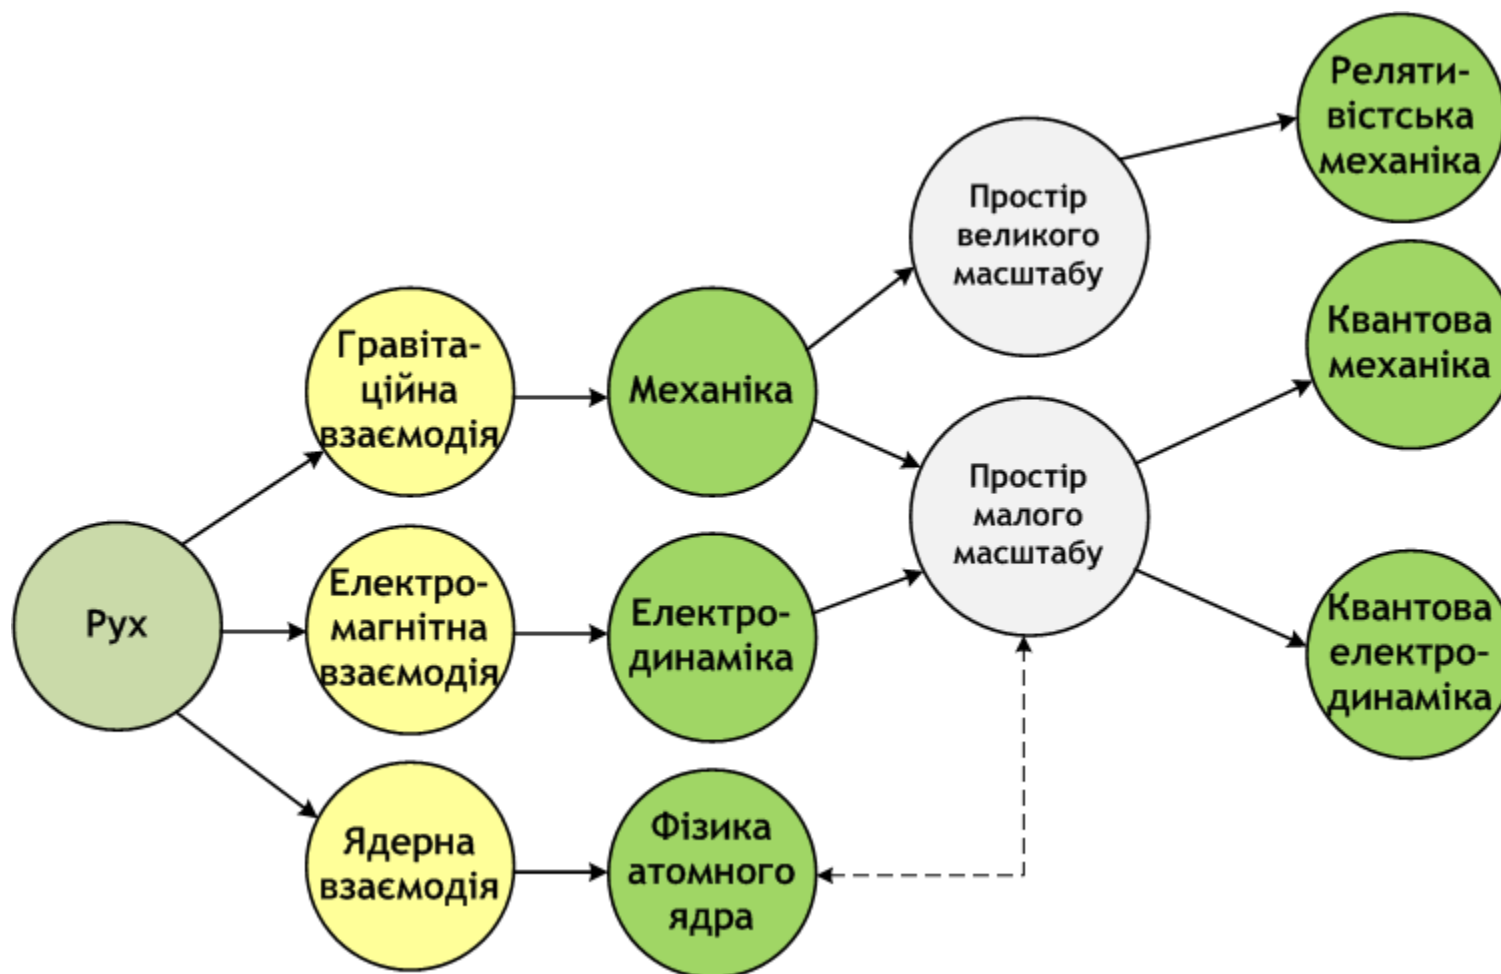 Реляти-
вістська
механіка
Простір
великого
масштабу
Квантова
механіка
Гравіта-
ційна
взаємодія
Механіка
Простір
малого
масштабу
Рух
Електро-
магнітна
взаємодія
Електро-
динаміка
Квантова
електро-
динаміка
Ядерна
взаємодія
Фізика
атомного
ядра